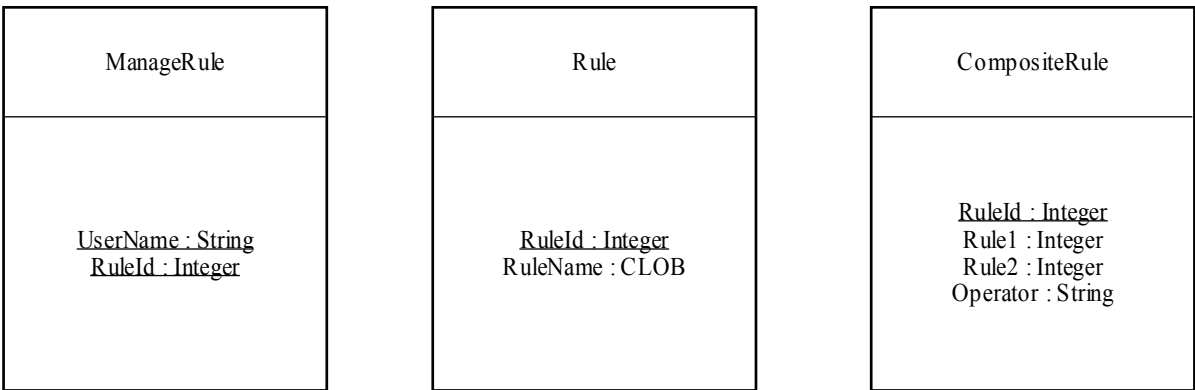 ManageRule
UserName : String
RuleId : Integer
Rule
RuleId : Integer
RuleName : CLOB
CompositeRule
RuleId : Integer
Rule1 : Integer
Rule2 : Integer
Operator : String